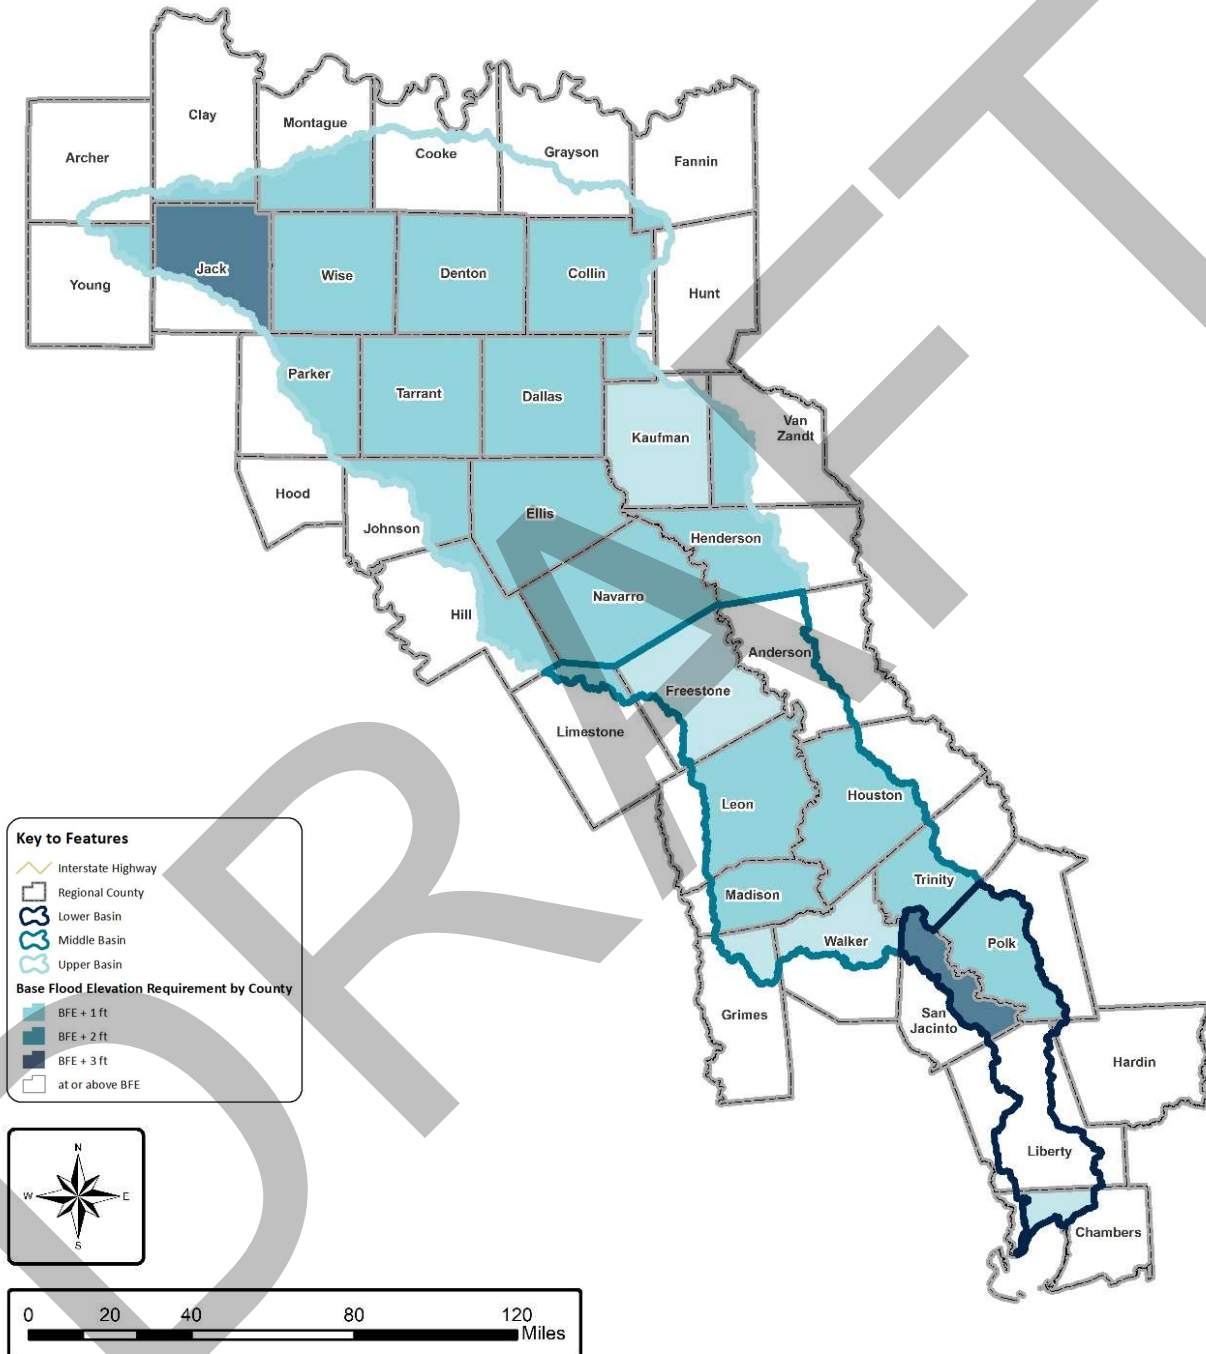 Clay
Montague
Archer
Cooke
Grayson
Fannin
Jack
Wise
Denton
Collin
Young
Hunt
Parker
Tarrant
Dallas
Kaufman
Van
Zandt
Hood
Johnson
Ellis
Henderson
Hill
Navarro
Anderson
Freestone
Limestone
Leon
Houston
Madison
Trinity
Walker
Polk
Grimes
San
Jacinto
Hardin
Liberty
Chambers
Key to Features
Interstate Highway
Regional County
Lower Basin
Middle Basin
Upper Basin
Base Flood Elevation Requirement by County
BFE + 1 ft
BFE + 2 ft
BFE + 3 ft
at or above BFE
N
W E
S
0 20 40 80 120
Miles
DRAFT